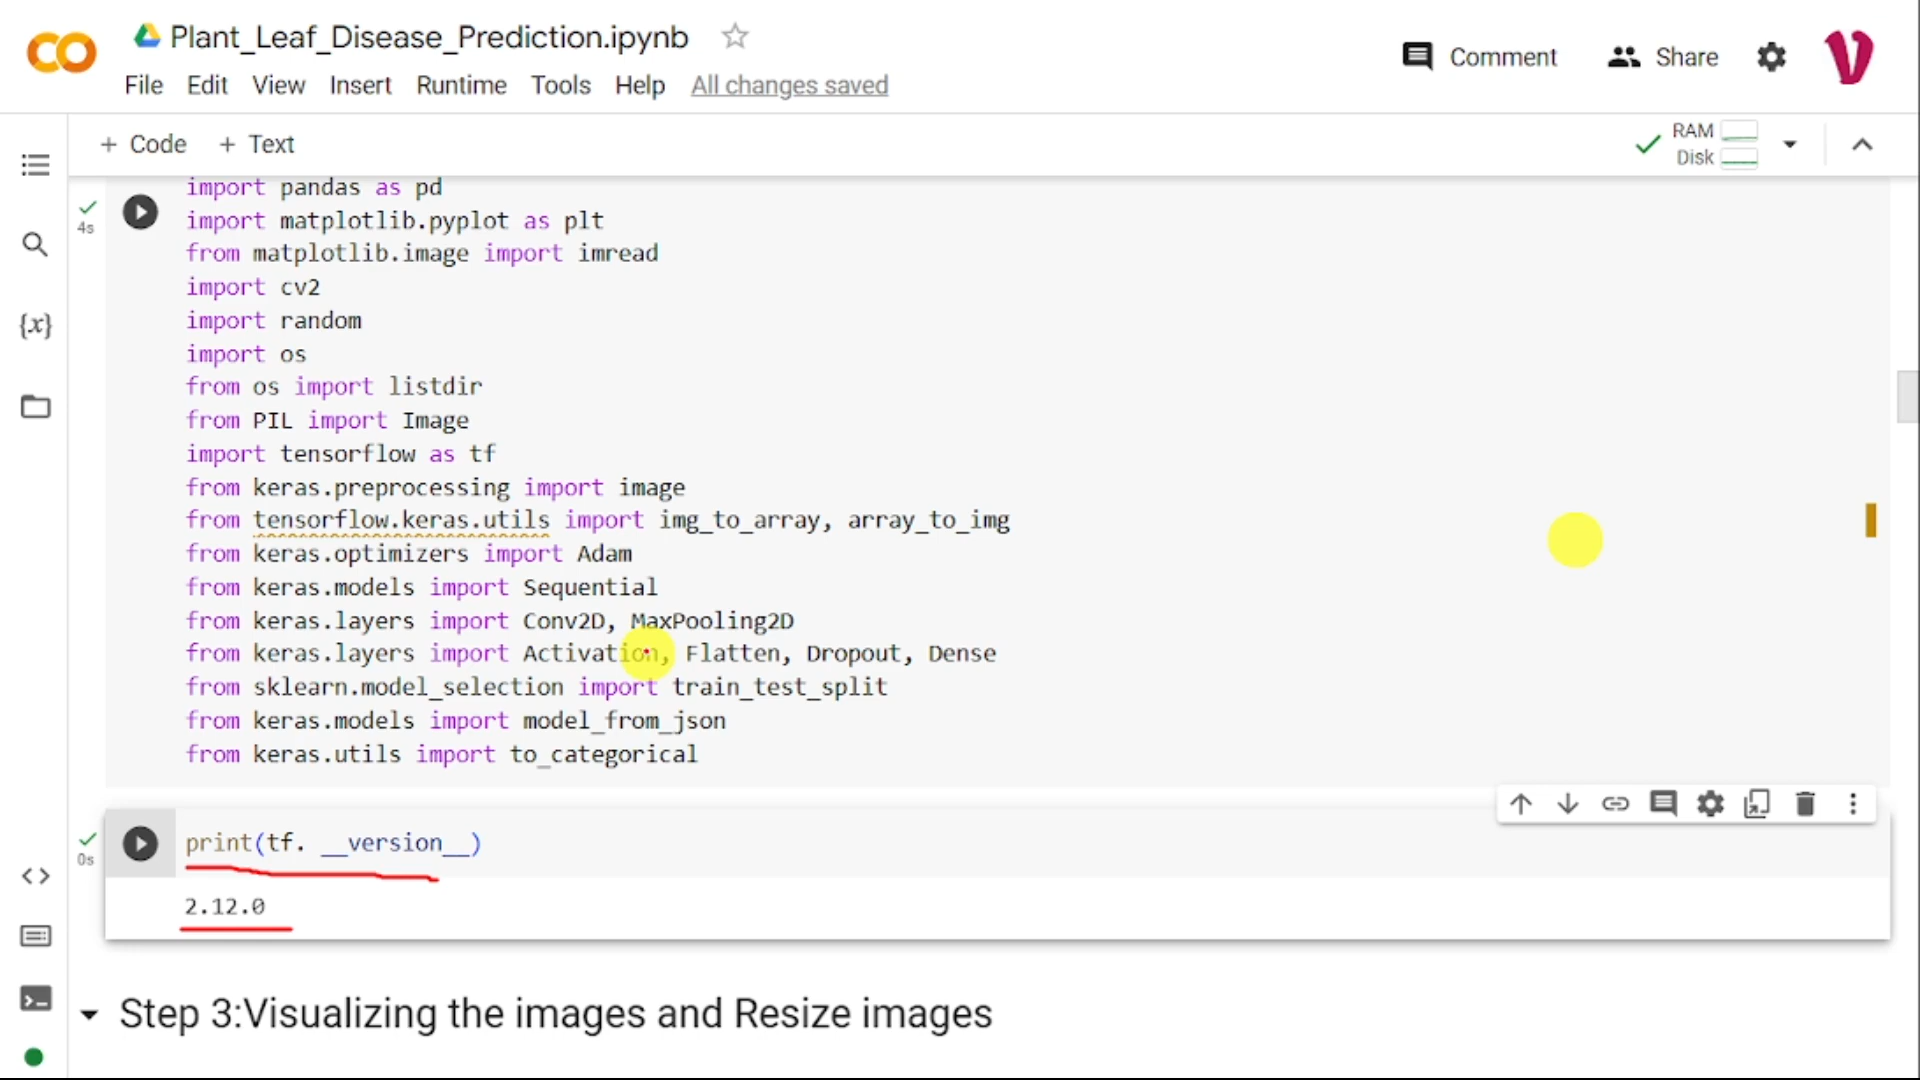 Plant_Leaf_Disease_Prediction.ipynb
File Edit View Insert Runtime Tools Help All changes saved
Comment Share
+ Code + Text
RAM
Disk
4s
import pandas as pd
import matplotlib.pyplot as plt
from matplotlib.image import imread
import cv2
import random
import os
from os import listdir
from PIL import Image
import tensorflow as tf
from keras.preprocessing import image
from tensorflow.keras.utils import img_to_array, array_to_img
from keras.optimizers import Adam
from keras.models import Sequential
from keras.layers import Conv2D, MaxPooling2D
from keras.layers import Activation, Flatten, Dropout, Dense
from sklearn.model_selection import train_test_split
from keras.models import model_from_json
from keras.utils import to_categorical
0s
print(tf. __version__)
2.12.0
Step 3:Visualizing the images and Resize images